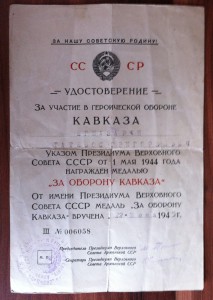 ЗА НАШУ СОВЕТСКУЮ РОДИНУ!
СС СР
УДОСТОВЕРЕНИЕ
ЗА УЧАСТИЕ В ГЕРОИЧЕСКОЙ ОБОРОНЕ
КАВКАЗА
УКАЗОМ ПРЕЗИДИУМА ВЕРХОВНОГО
СОВЕТА СССР ОТ 1 МАЯ 1944 ГОДА
НАГРАЖДЕН МЕДАЛЬЮ
„ЗА ОБОРОНУ КАВКАЗА“
ОТ ИМЕНИ ПРЕЗИДИУМА ВЕРХОВНОГО
СОВЕТА СССР МЕДАЛЬ „ЗА ОБОРОНУ
КАВКАЗА“ ВРУЧЕНА 194 ГОДА
Ш № 006058
Председатель Президиума Верховного
Совета Союза ССР
Секретарь Президиума Верховного
Совета Союза ССР